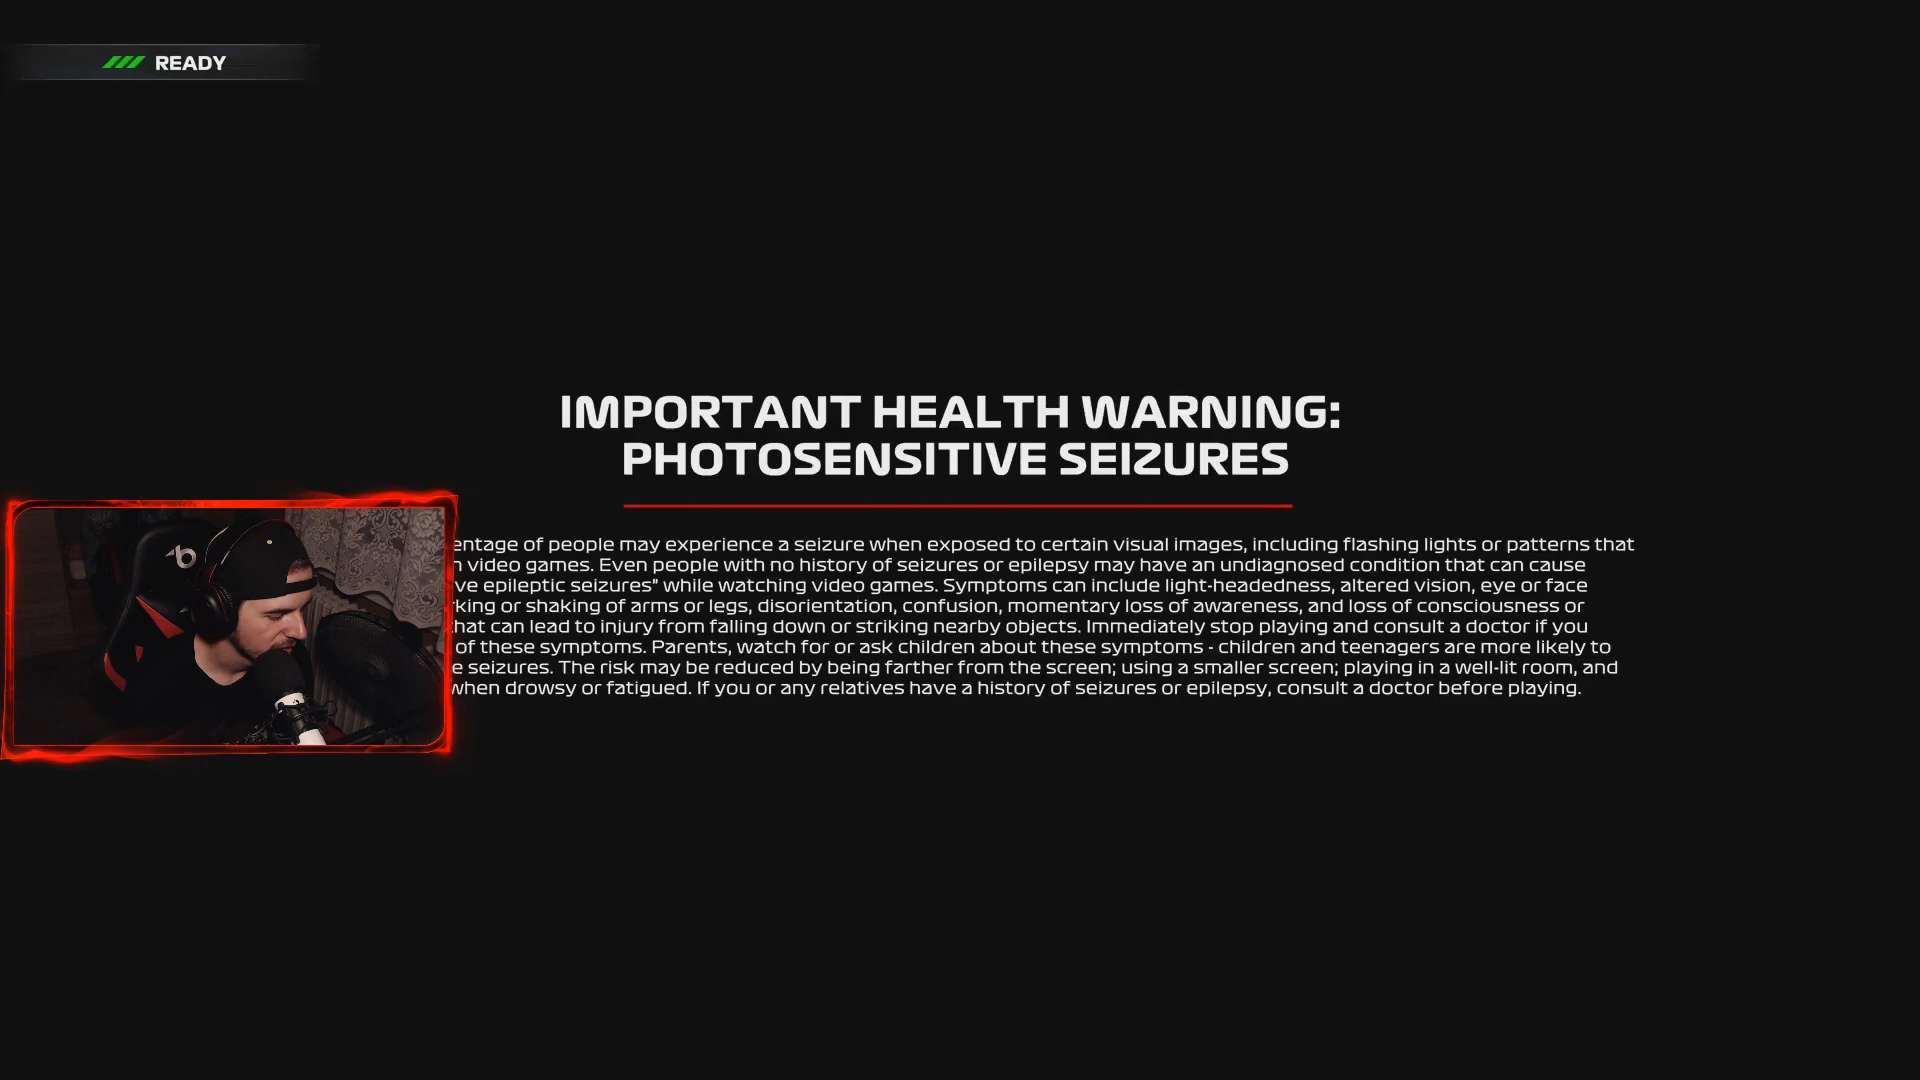 READY
IMPORTANT HEALTH WARNING:
PHOTOSENSITIVE SEIZURES
of people may experience a seizure when exposed to certain visual images, including flashing lights or patterns that
video games. Even people with no history of seizures or epilepsy may have an undiagnosed condition that can cause
epileptic seizures" while watching video games. Symptoms can include light-headedness, altered vision, eye or face
or shaking of arms or legs, disorientation, confusion, momentary loss of awareness, and loss of consciousness or
that can lead to injury from falling down or striking nearby objects. Immediately stop playing and consult a doctor if you
of these symptoms. Parents, watch for or ask children about these symptoms - children and teenagers are more likely to
seizures. The risk may be reduced by being farther from the screen; using a smaller screen; playing in a well-lit room, and
when drowsy or fatigued. If you or any relatives have a history of seizures or epilepsy, consult a doctor before playing.